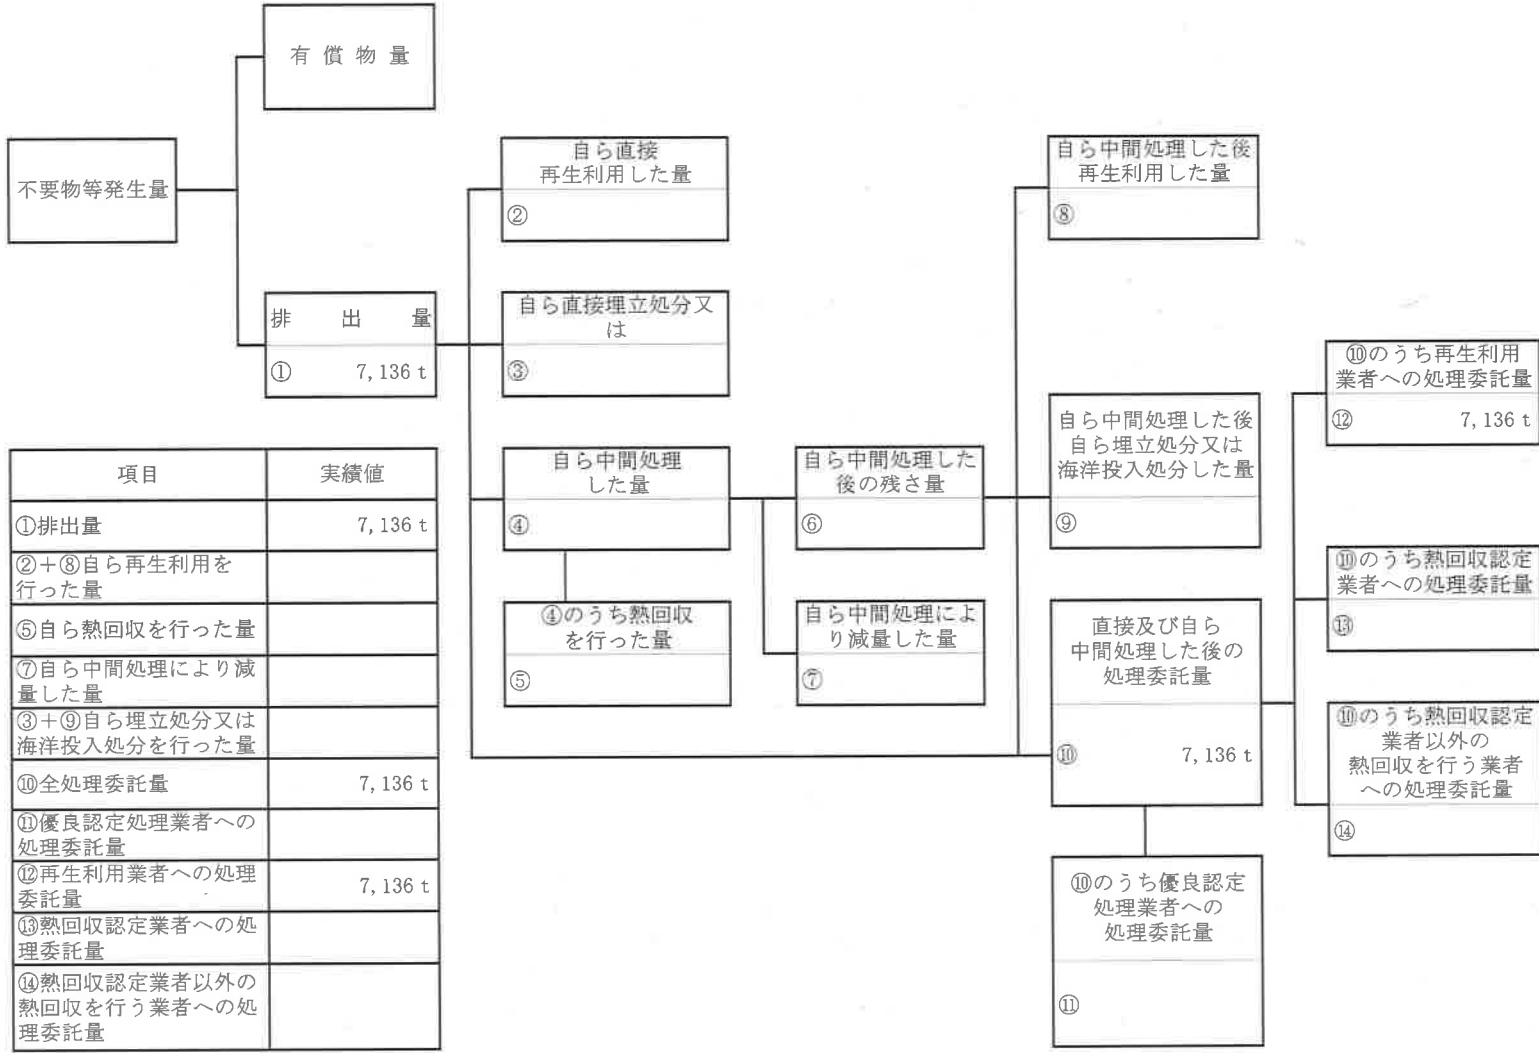 有償物量
不要物等発生量
排出量
① 7,136 t
自ら直接
再生利用した量
②
自ら直接埋立処分又
は
③
自ら中間処理
した量
④
④のうち熱回収
を行った量
⑤
自ら中間処理した
後の残さ量
⑥
自ら中間処理によ
り減量した量
⑦
自ら中間処理した後
再生利用した量
⑧
自ら中間処理した後
自ら埋立処分又は
海洋投入処分した量
⑨
直接及び自ら
中間処理した後の
処理委託量
⑩ 7,136 t
⑩のうち優良認定
処理業者への
処理委託量
⑪
⑩のうち再生利用
業者への処理委託量
⑫ 7,136 t
⑩のうち熱回収認定
業者への処理委託量
⑬
⑩のうち熱回収認定
業者以外の
熱回収を行う業者
への処理委託量
⑭
項目 実績値
①排出量 7,136 t
②+⑧自ら再生利用を
行った量
⑤自ら熱回収を行った量
⑦自ら中間処理により減
量した量
③+⑨自ら埋立処分又は
海洋投入処分を行った量
⑩全処理委託量 7,136 t
⑪優良認定処理業者への
処理委託量
⑫再生利用業者への処理
委託量 7,136 t
⑬熱回収認定業者への処
理委託量
⑭熱回収認定業者以外の
熱回収を行う業者への処
理委託量